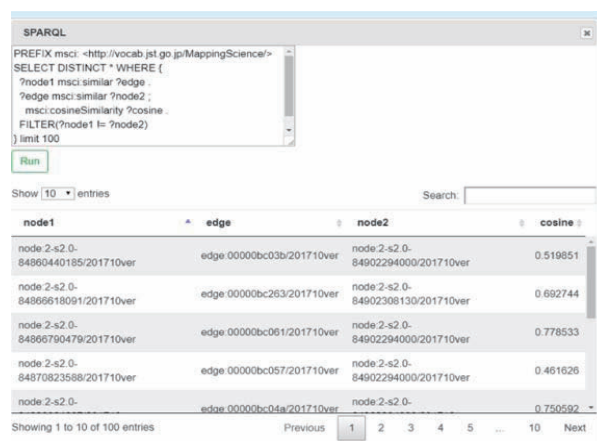 SPARQL
PREFIX msci: <http://vocab.jst.go.jp/MappingScience/>
SELECT DISTINCT * WHERE {
?node1 msci:similar ?edge .
?edge msci:similar ?node2 ;
msci:cosineSimilarity ?cosine .
FILTER(?node1 != ?node2)
} limit 100
Run
Show 10 entries
Search:
node1 edge node2 cosine
node:2-s2.0- node:2-s2.0-
84860440185/201710ver edge:00000bc03b/201710ver 84902294000/201710ver 0.519851
node:2-s2.0- node:2-s2.0-
84866618091/201710ver edge:00000bc263/201710ver 84902308130/201710ver 0.692744
node:2-s2.0- node:2-s2.0-
84866790479/201710ver edge:00000bc061/201710ver 84902294000/201710ver 0.778533
node:2-s2.0- node:2-s2.0-
84870823588/201710ver edge:00000bc057/201710ver 84902294000/201710ver 0.461626
node:2-s2.0- edge:00000bc04a/201710ver node:2-s2.0- 0.750592
Showing 1 to 10 of 100 entries Previous 1 2 3 4 5 ... 10 Next